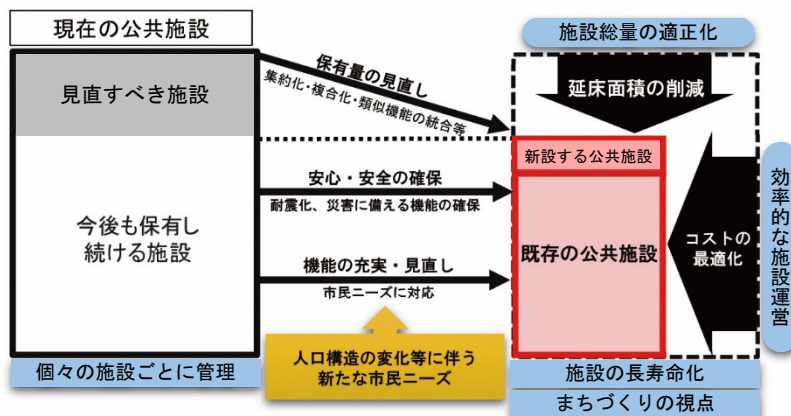 現在の公共施設
見直すべき施設
今後も保有し
続ける施設
個々の施設ごとに管理
保有量の見直し
集約化・複合化・類似機能の統合等
安心・安全の確保
耐震化、災害に備える機能の確保
機能の充実・見直し
市民ニーズに対応
人口構造の変化等に伴う
新たな市民ニーズ
施設総量の適正化
延床面積の削減
新設する公共施設
既存の公共施設
コストの
最適化
効率的な施設運営
施設の長寿命化
まちづくりの視点